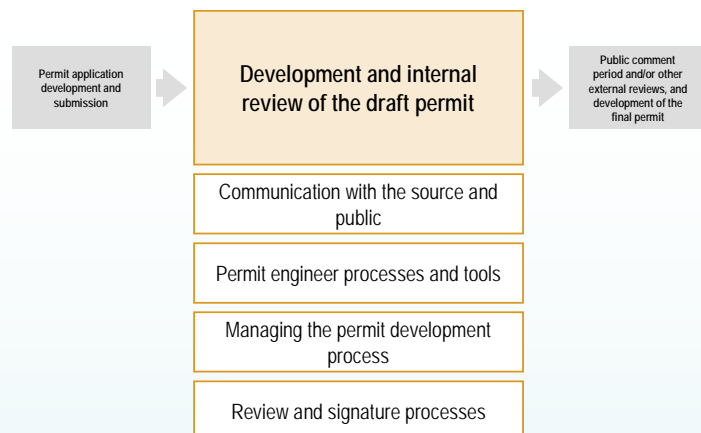 Permit application
development and
submission
Development and internal
review of the draft permit
Public comment
period and/or other
external reviews, and
development of the
final permit
Communication with the source and
public
Permit engineer processes and tools
Managing the permit development
process
Review and signature processes